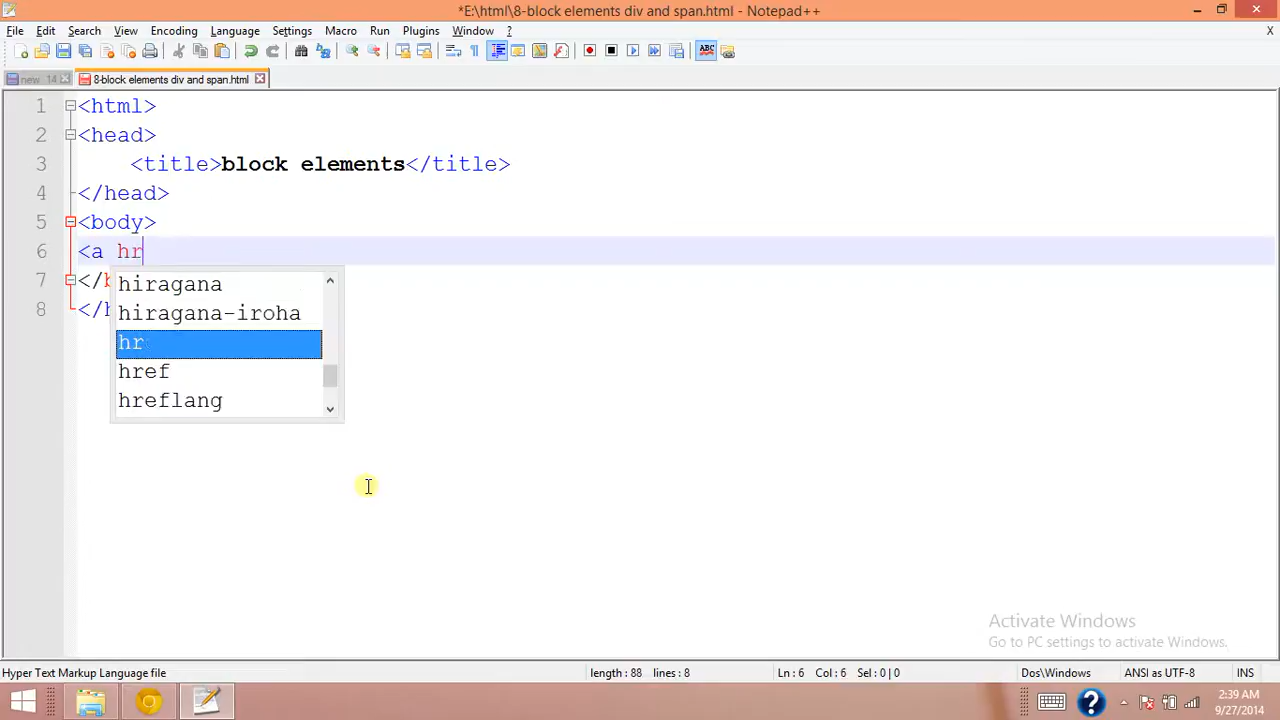 *E:\html\8-block elements div and span.html - Notepad++
File Edit Search View Encoding Language Settings Macro Run Plugins Window ? X
ABC
new 14 8-block elements div and span.html
1 <html>
2 <head>
3 <title>block elements</title>
4 </head>
5 <body>
6 <a hr
7 </b
8 </h
hiragana
hiragana-iroha
hr
href
hreflang
Activate Windows
Go to PC settings to activate Windows.
Hyper Text Markup Language file length : 88 lines : 8 Ln : 6 Col : 6 Sel : 0 | 0 Dos\Windows ANSI as UTF-8 INS
2:39 AM
9/27/2014